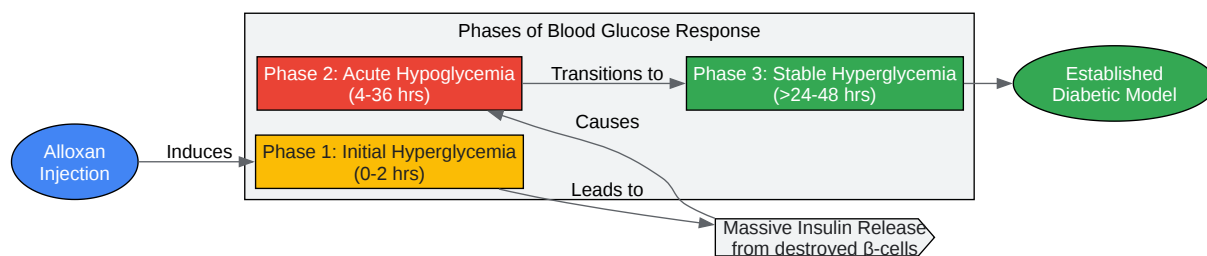 Phases of Blood Glucose Response
Phase 2: Acute Hypoglycemia
(4-36 hrs)
Transitions to
Phase 3: Stable Hyperglycemia
(>24-48 hrs)
Established
Diabetic Model
Causes
Alloxan
Injection
Induces
Phase 1: Initial Hyperglycemia
(0-2 hrs)
Leads to
Massive Insulin Release
from destroyed β-cells